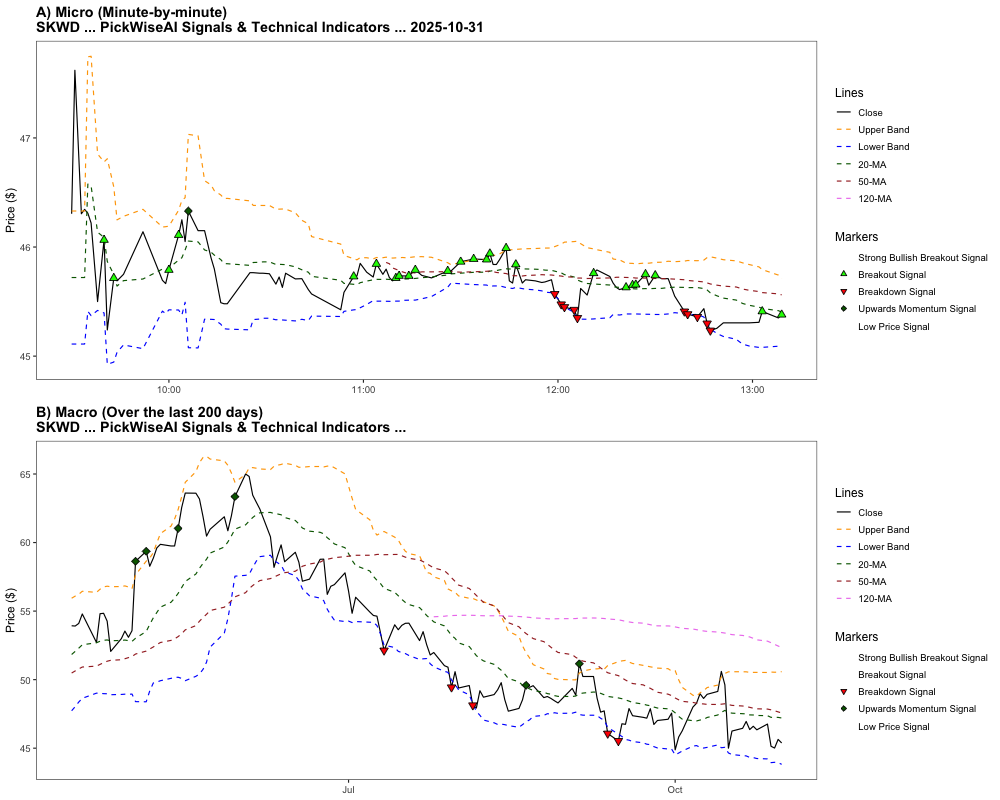 A) Micro (Minute-by-minute)
SKWD ... PickWiseAI Signals & Technical Indicators ... 2025-10-31
Price ($)
47
46
45
10:00
11:00
12:00
13:00
Lines
Close
Upper Band
Lower Band
20-MA
50-MA
120-MA
Markers
Strong Bullish Breakout Signal
Breakout Signal
Breakdown Signal
Upwards Momentum Signal
Low Price Signal
B) Macro (Over the last 200 days)
SKWD ... PickWiseAI Signals & Technical Indicators ...
Price ($)
65
60
55
50
45
Jul
Oct
Lines
Close
Upper Band
Lower Band
20-MA
50-MA
120-MA
Markers
Strong Bullish Breakout Signal
Breakout Signal
Breakdown Signal
Upwards Momentum Signal
Low Price Signal